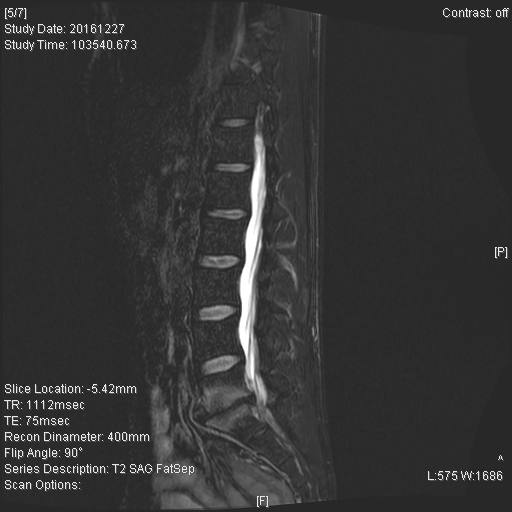 [5/7]
Study Date: 20161227
Study Time: 103540.673
Contrast: off
[P]
Slice Location: -5.42mm
TR: 1112msec
TE: 75msec
Recon Dinameter: 400mm
Flip Angle: 90°
Series Description: T2 SAG FatSep
Scan Options:
L:575 W:1686
[F]